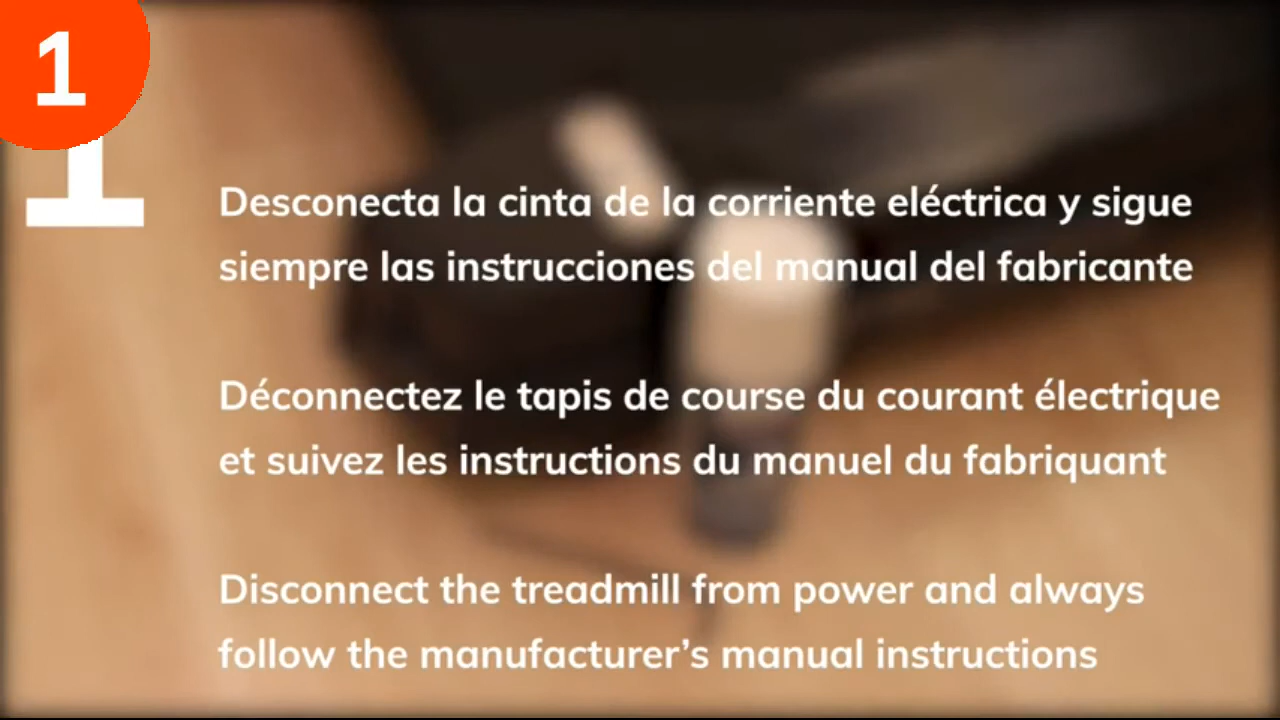 1
1
Desconecta la cinta de la corriente eléctrica y sigue
siempre las instrucciones del manual del fabricante
Déconnectez le tapis de course du courant électrique
et suivez les instructions du manuel du fabriquant
Disconnect the treadmill from power and always
follow the manufacturer’s manual instructions